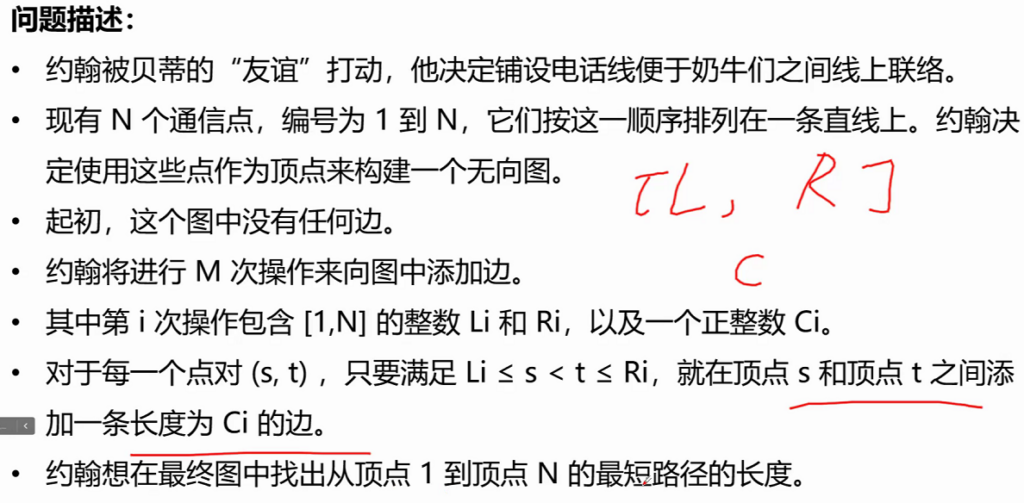 问题描述：
• 约翰被贝蒂的“友谊”打动，他决定铺设电话线便于奶牛们之间线上联络。
• 现有 N 个通信点，编号为 1 到 N，它们按这一顺序排列在一条直线上。约翰决
定使用这些点作为顶点来构建一个无向图。
[L, R]
• 起初，这个图中没有任何边。
• 约翰将进行 M 次操作来向图中添加边。
C
• 其中第 i 次操作包含 [1,N] 的整数 Li 和 Ri，以及一个正整数 Ci。
• 对于每一个点对 (s, t) ，只要满足 Li ≤ s < t ≤ Ri，就在顶点 s 和顶点 t 之间添
加一条长度为 Ci 的边。
• 约翰想在最终图中找出从顶点 1 到顶点 N 的最短路径的长度。